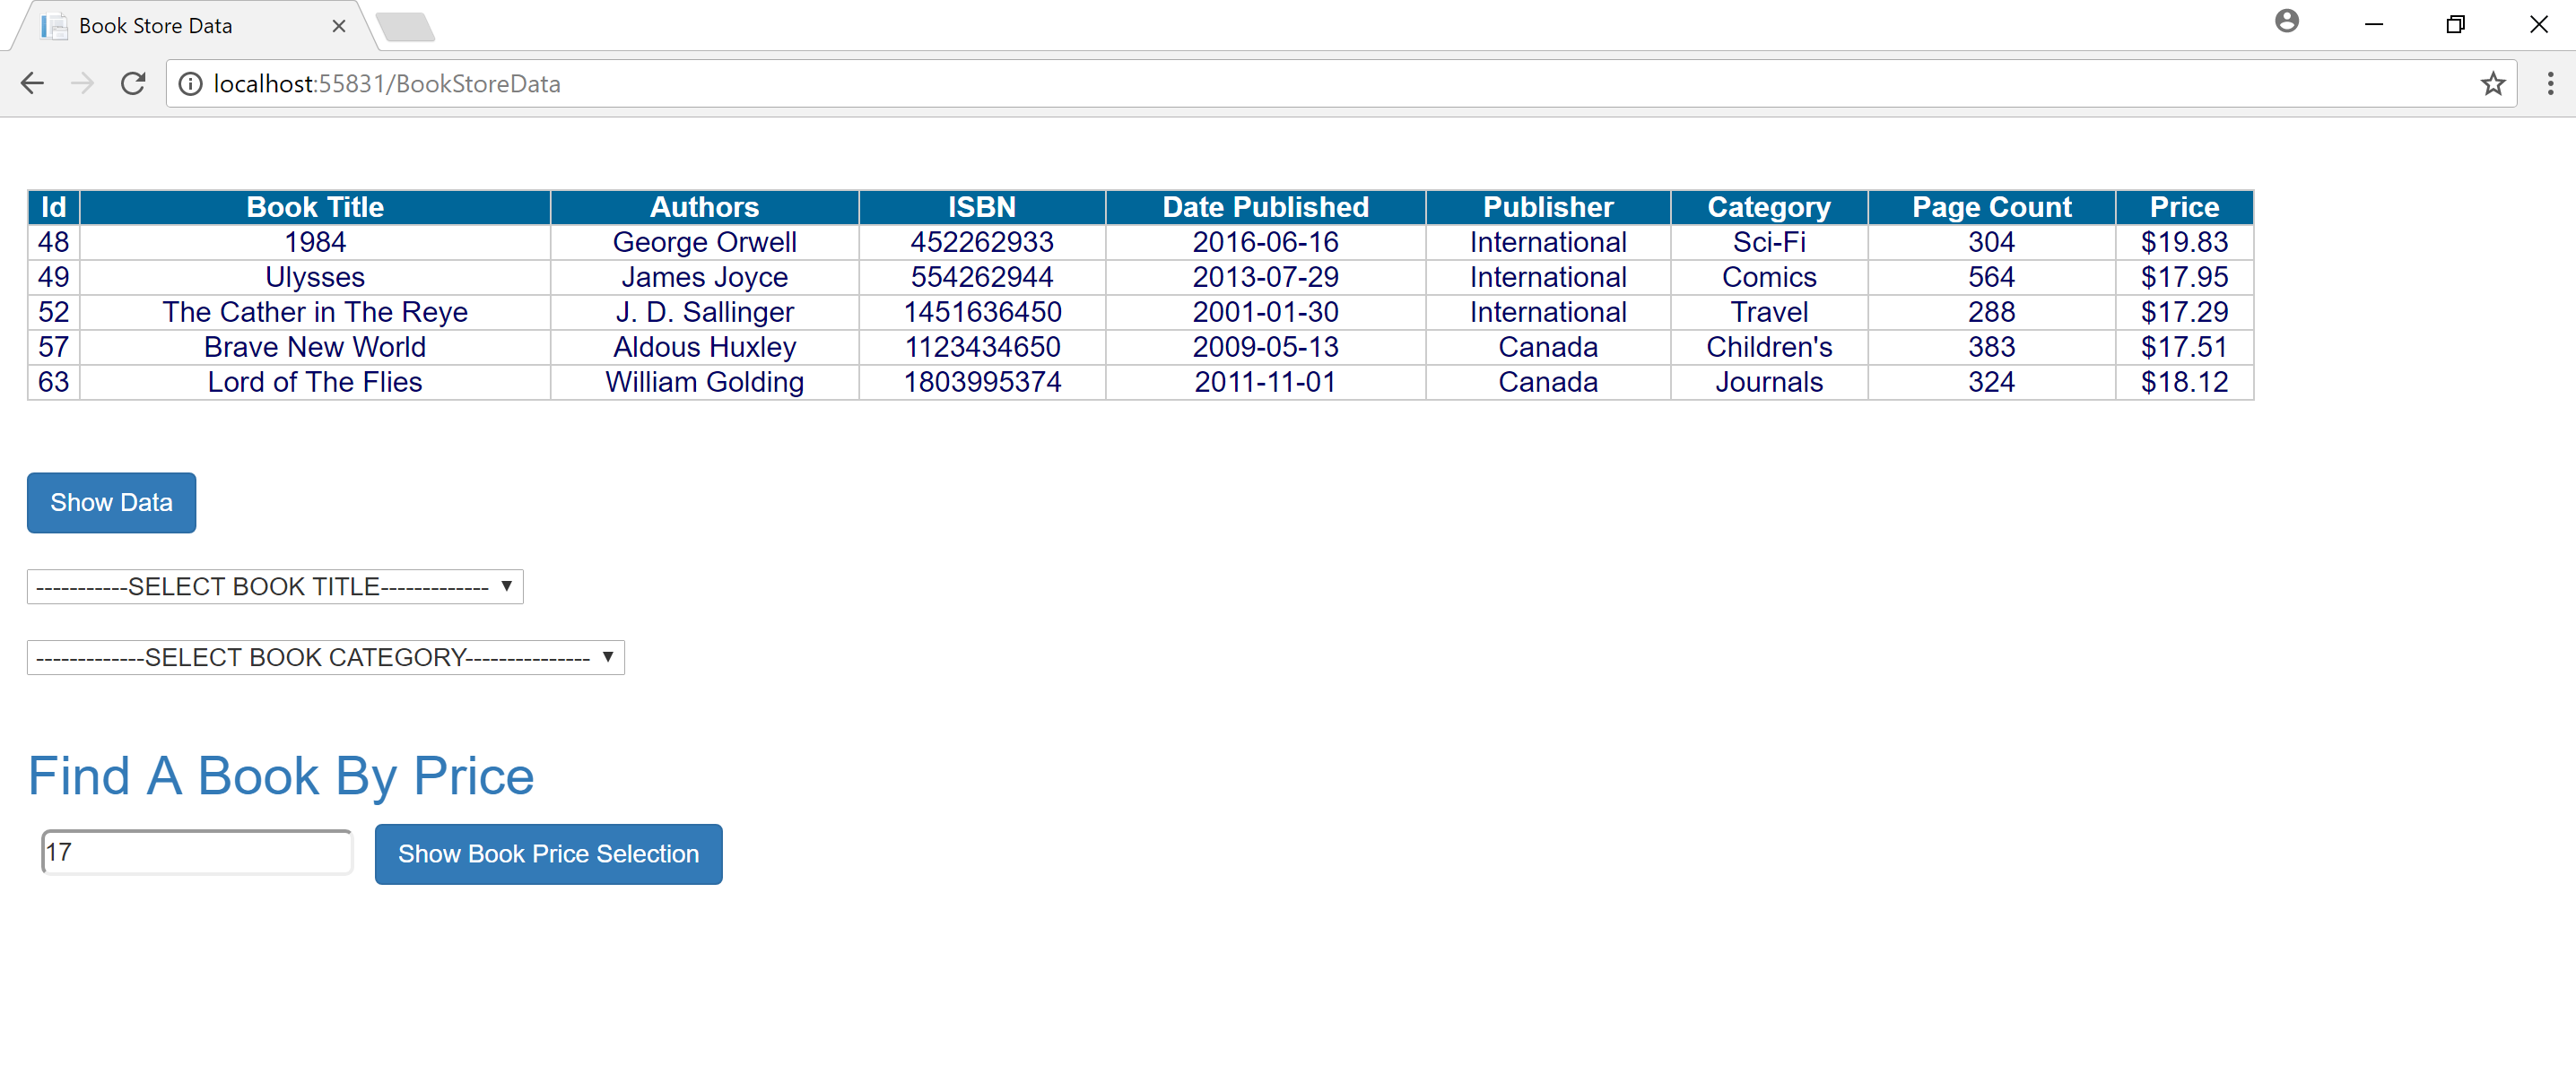 Book Store Data
localhost:55831/BookStoreData
Id Book Title Authors ISBN Date Published Publisher Category Page Count Price
48 1984 George Orwell 452262933 2016-06-16 International Sci-Fi 304 $19.83
49 Ulysses James Joyce 554262944 2013-07-29 International Comics 564 $17.95
52 The Cather in The Reye J. D. Sallinger 1451636450 2001-01-30 International Travel 288 $17.29
57 Brave New World Aldous Huxley 1123434650 2009-05-13 Canada Children's 383 $17.51
63 Lord of The Flies William Golding 1803995374 2011-11-01 Canada Journals 324 $18.12
Show Data
-----------SELECT BOOK TITLE-------------
-------------SELECT BOOK CATEGORY---------------
Find A Book By Price
17 Show Book Price Selection